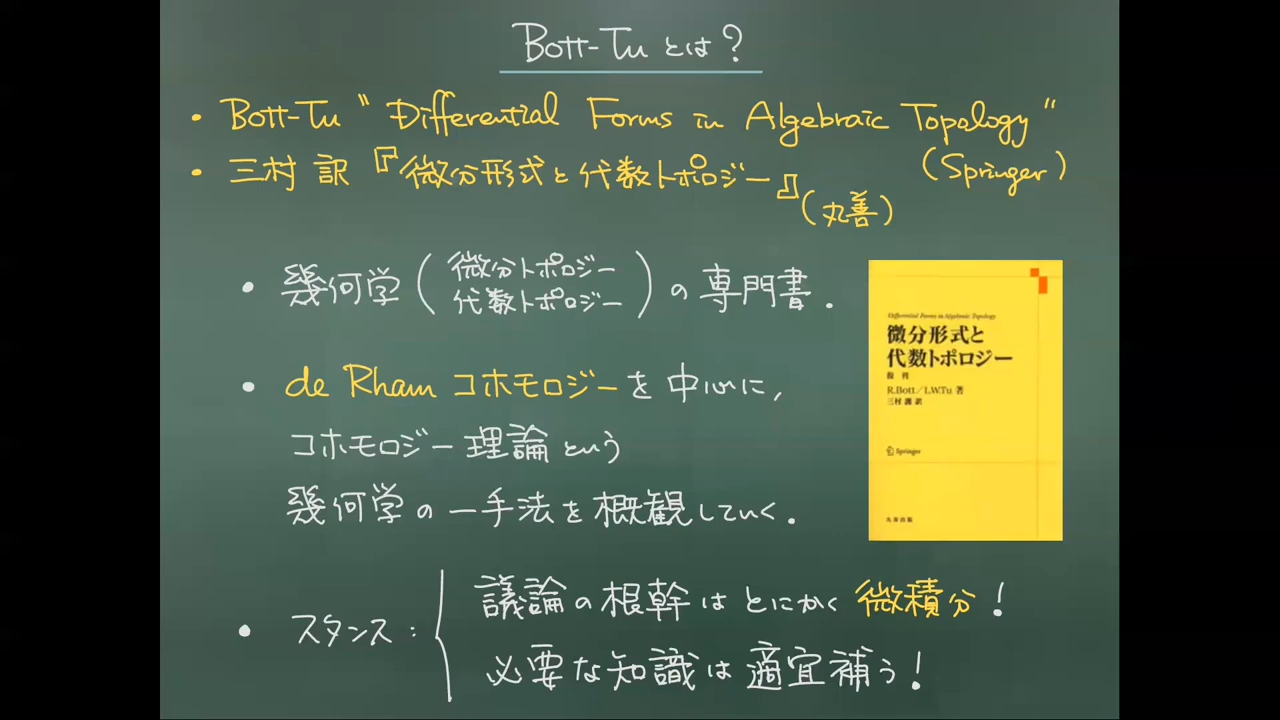 Bott-Tu とは?
・Bott-Tu “Differential Forms in Algebraic Topology”
(Springer)
・三村 訳『微分形式と代数トポロジー』
(丸善)
・幾何学(微分トポロジー
代数トポロジー)の専門書.
・de Rham コホモロジーを中心に,
コホモロジー理論という
幾何学の一手法を概観していく.
・スタンス: { 議論の根幹はとにかく微積分!
必要な知識は適宜補う!
Differential Forms in Algebraic Topology
微分形式と
代数トポロジー
復刊
R.Bott/L.W.Tu 著
三村 護 訳
Springer
丸善出版